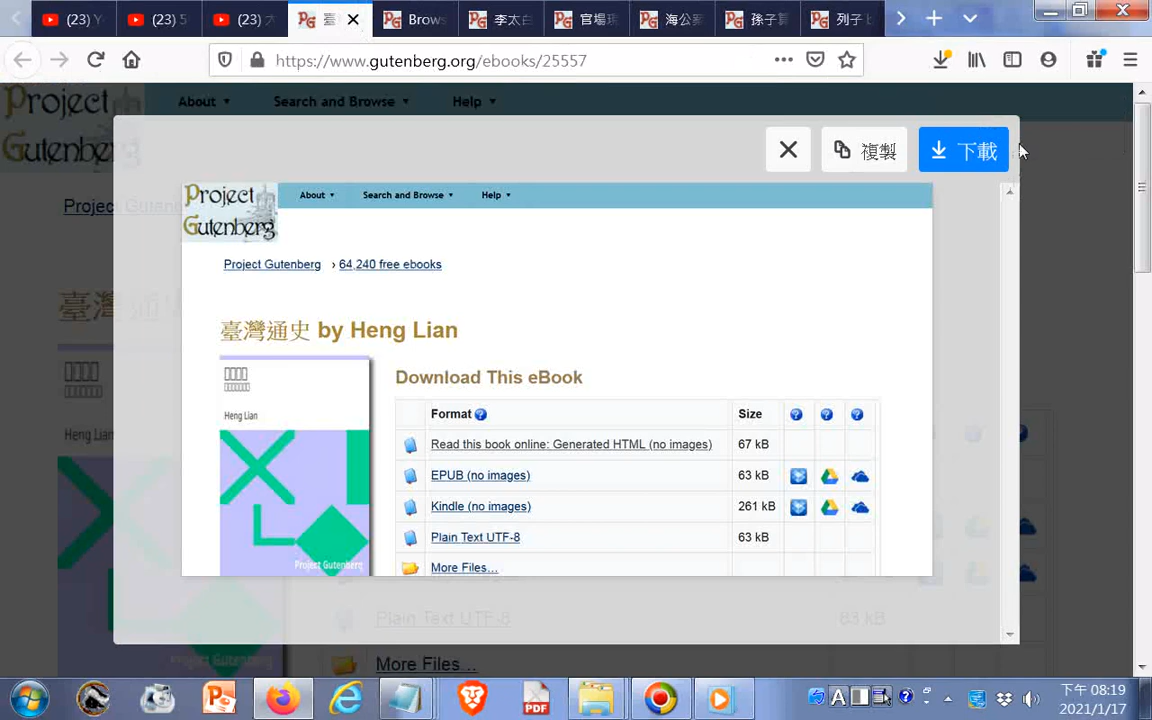 (23) Y
(23) 5
(23) 大
臺
Brows
李太白
官場現
海公
孫子
列子
https://www.gutenberg.org/ebooks/25557
Project Gutenberg
About
Search and Browse
Help
複製
下載
Project Gutenberg
About
Search and Browse
Help
Project Gutenberg › 64,240 free ebooks
臺灣通史 by Heng Lian
Heng Lian
Project Gutenberg
Download This eBook
Format ? Size ? ? ?
Read this book online: Generated HTML (no images) 67 kB
EPUB (no images) 63 kB
Kindle (no images) 261 kB
Plain Text UTF-8 63 kB
More Files...
Plain Text UTF-8 63 kB
More Files...
下午 08:19
2021/1/17